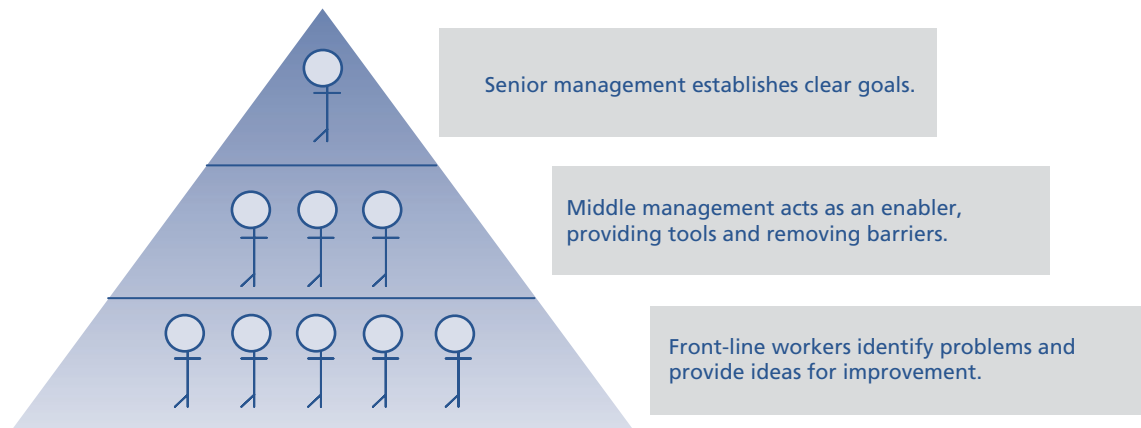 Senior management establishes clear goals.
Middle management acts as an enabler,
providing tools and removing barriers.
Front-line workers identify problems and
provide ideas for improvement.